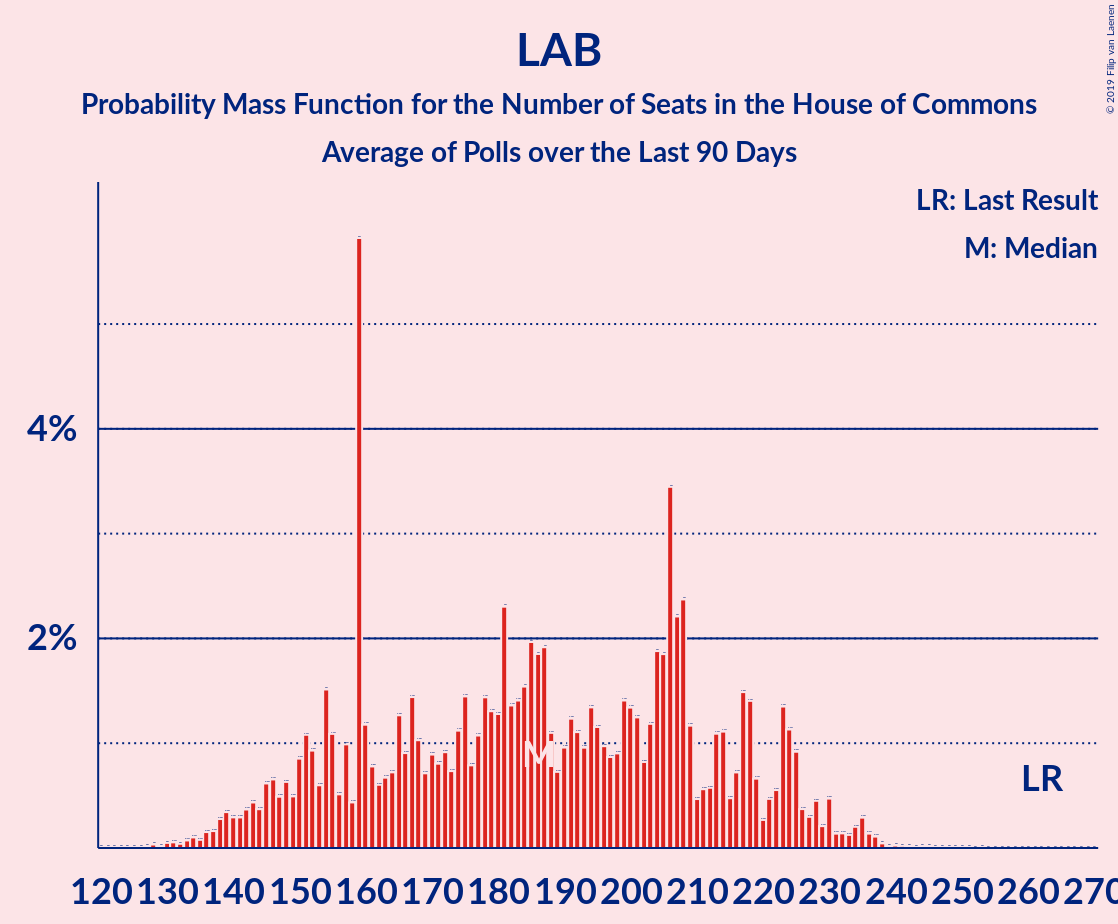 LAB
Probability Mass Function for the Number of Seats in the House of Commons
Average of Polls over the Last 90 Days
© 2019 Filip van Laenen
LR: Last Result
M: Median
4%
2%
M
LR
120 130 140 150 160 170 180 190 200 210 220 230 240 250 260 270